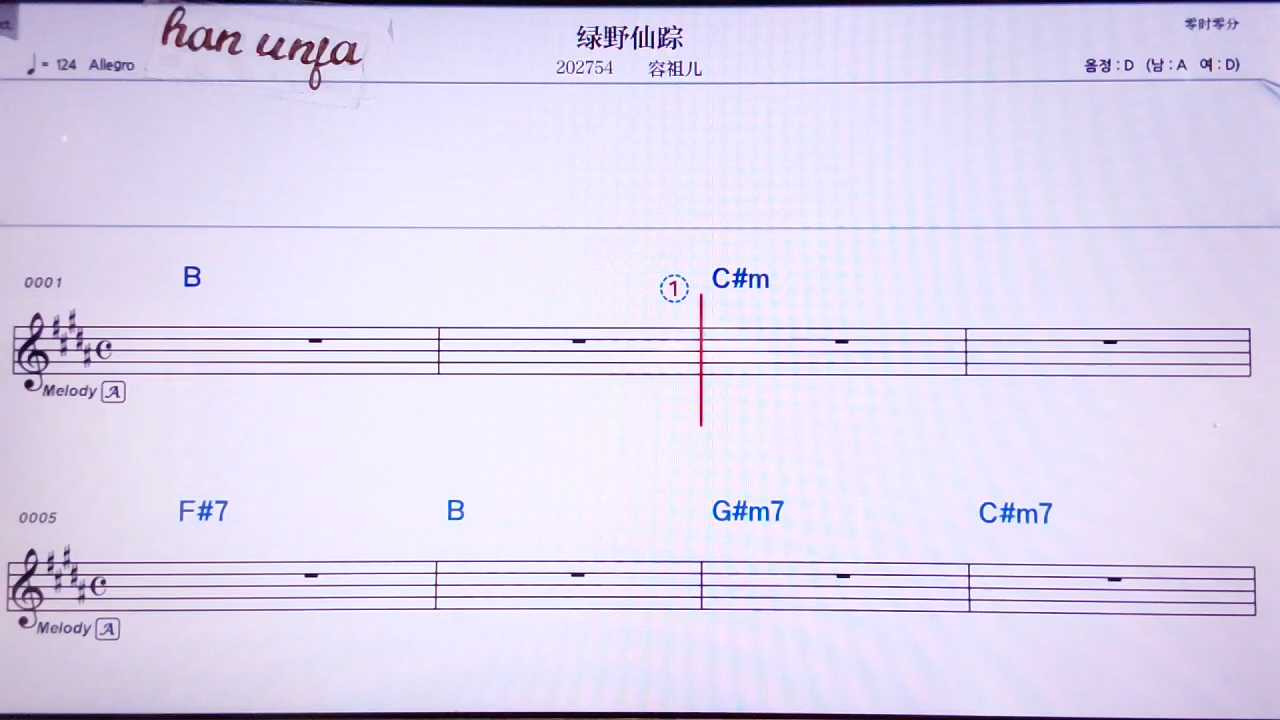 han unfa
绿野仙踪
零时零分
♩= 124 Allegro
202754 容祖儿
음정 : D (남 : A 여 : D)
0001
B
① C#m
Melody A
0005
F#7 B G#m7 C#m7
Melody A